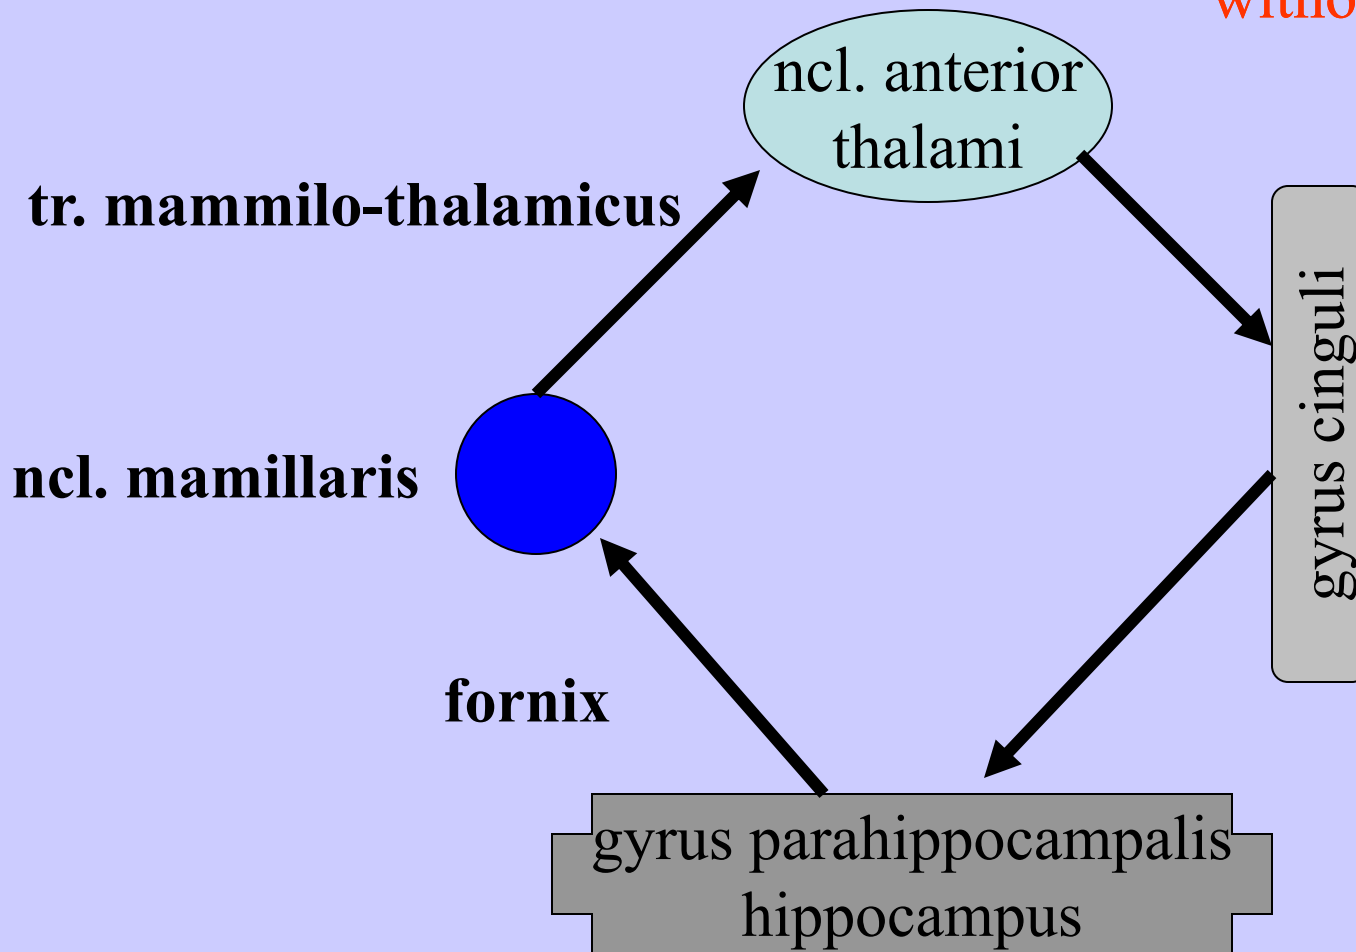 ncl. anterior
thalami
tr. mammilo-thalamicus
gyrus cinguli
ncl. mamillaris
fornix
gyrus parahippocampalis
hippocampus